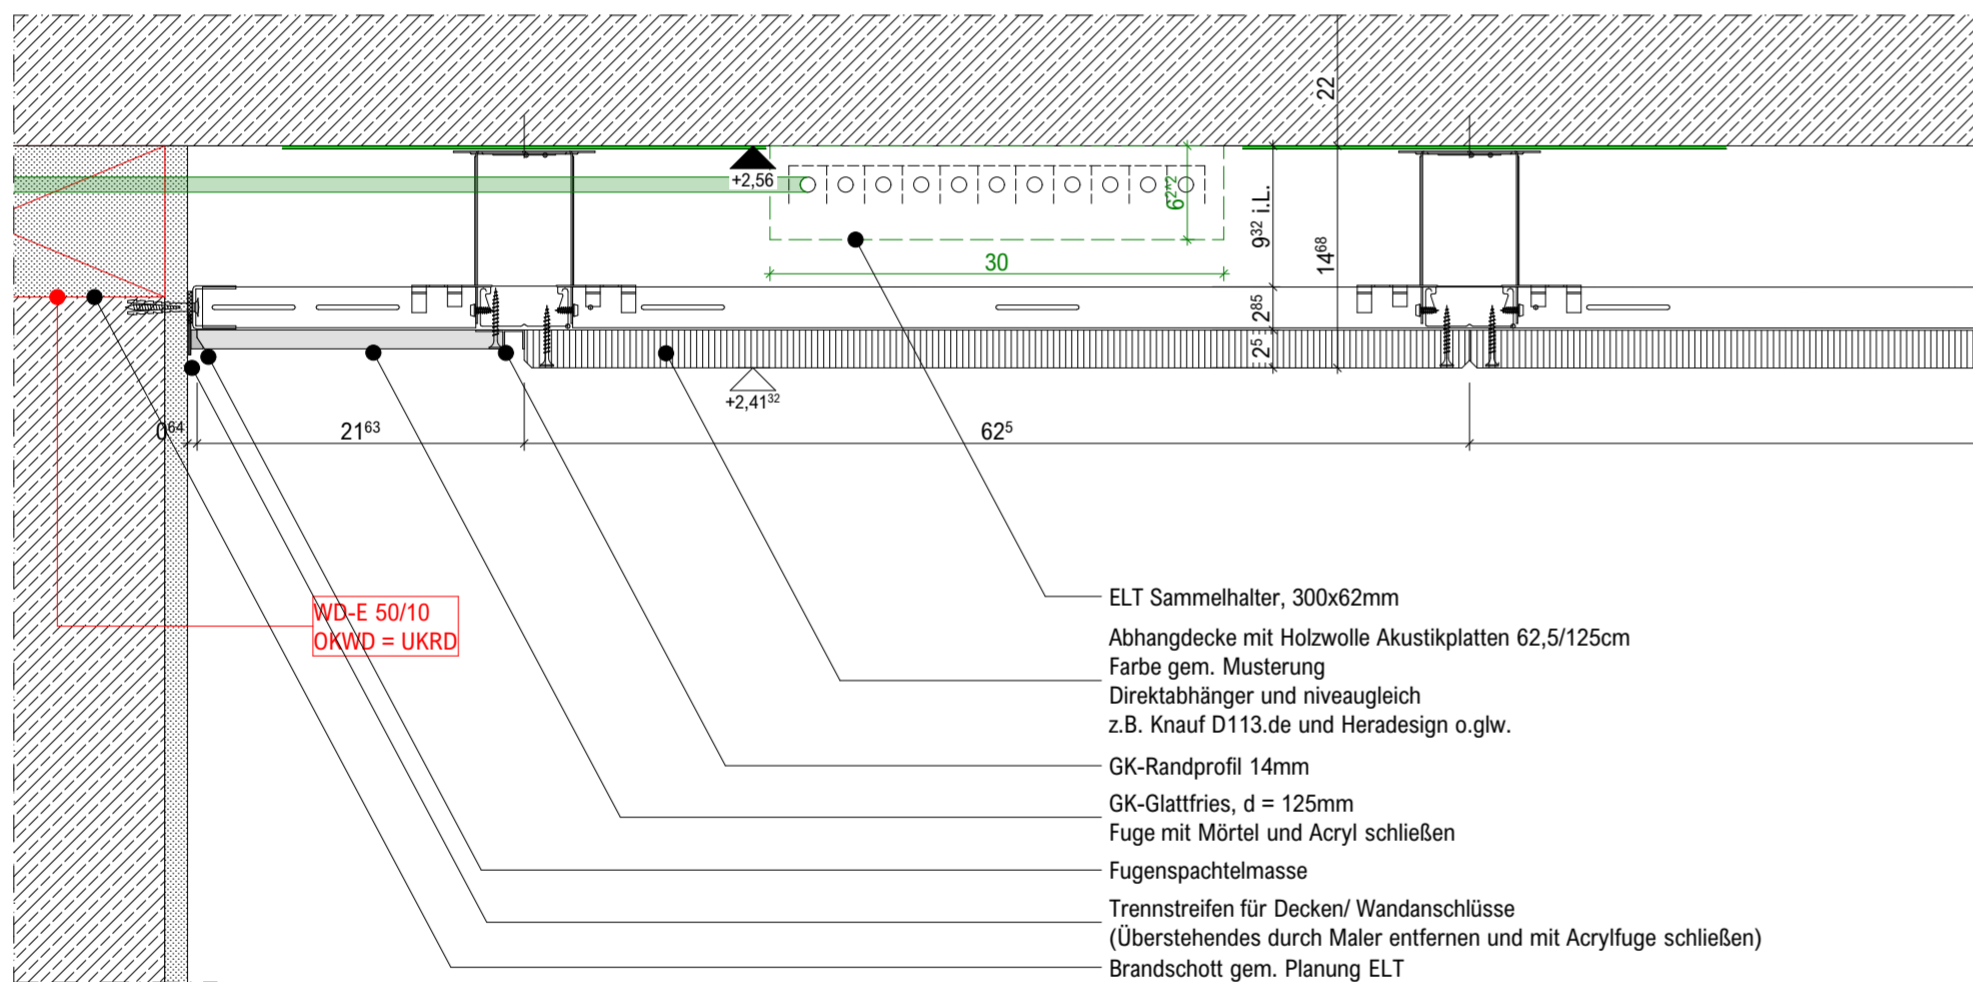 22
+2,56
6²*²
9³² i.L.
14⁶⁸
30
2⁸⁵
2⁵
+2,41³²
0⁶⁴
21⁶³
62⁵
ELT Sammelhalter, 300x62mm
WD-E 50/10
OKWD = UKRD
Abhangdecke mit Holzwolle Akustikplatten 62,5/125cm
Farbe gem. Musterung
Direktabhänger und niveaugleich
z.B. Knauf D113.de und Heradesign o.glw.
GK-Randprofil 14mm
GK-Glattfries, d = 125mm
Fuge mit Mörtel und Acryl schließen
Fugenspachtelmasse
Trennstreifen für Decken/ Wandanschlüsse
(Überstehendes durch Maler entfernen und mit Acrylfuge schließen)
Brandschott gem. Planung ELT